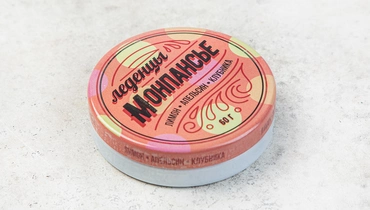 леденцы
МОНПАНСЬЕ
ЛИМОН • АПЕЛЬСИН • КЛУБНИКА
60 Г
ЛИМОН • АПЕЛЬСИН • КЛУБНИКА